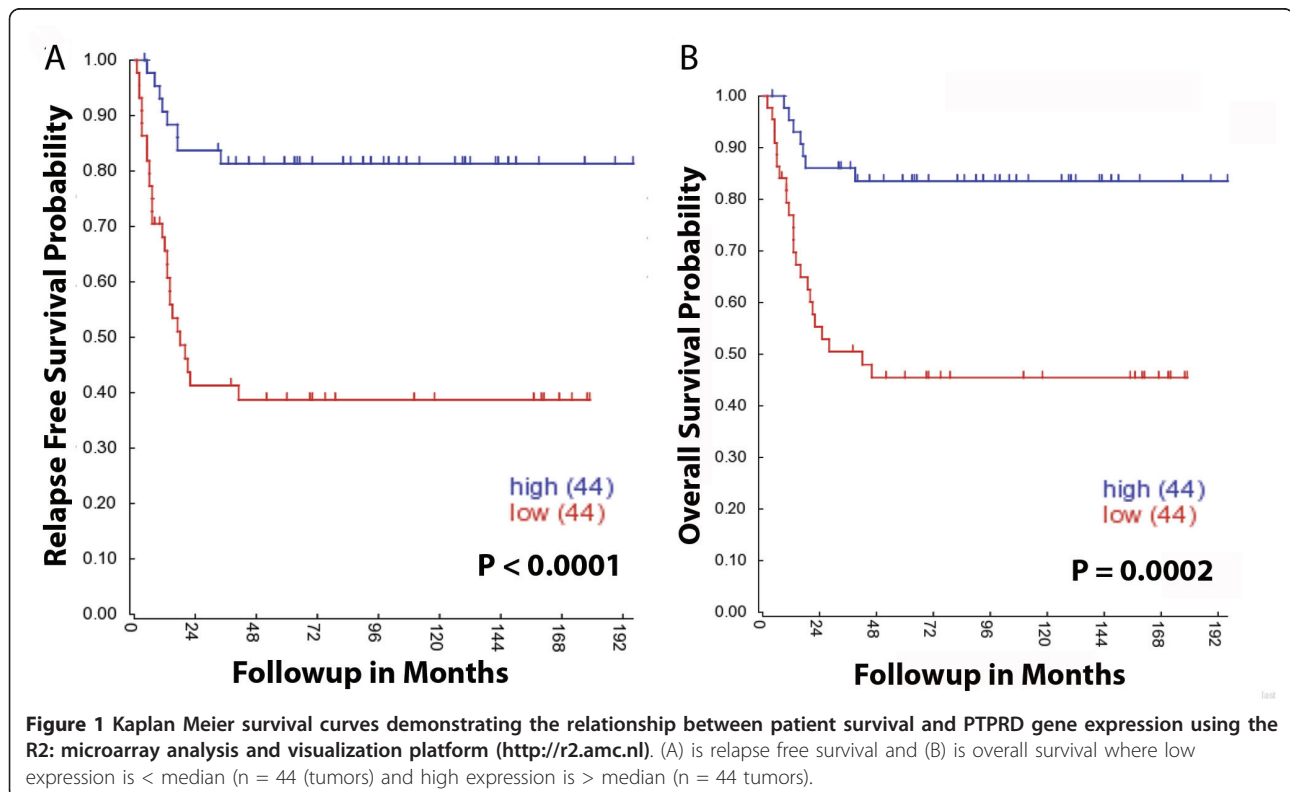 A
Relapse Free Survival Probability
1.00
0.90
0.80
0.70
0.60
0.50
0.40
0.30
0.20
0.10
0.00
high (44)
low (44)
P < 0.0001
0 24 48 72 96 120 144 168 192
Followup in Months
B
Overall Survival Probability
1.00
0.90
0.80
0.70
0.60
0.50
0.40
0.30
0.20
0.10
0.00
high (44)
low (44)
P = 0.0002
0 24 48 72 96 120 144 168 192
Followup in Months
last
Figure 1 Kaplan Meier survival curves demonstrating the relationship between patient survival and PTPRD gene expression using the
R2: microarray analysis and visualization platform (http://r2.amc.nl). (A) is relapse free survival and (B) is overall survival where low
expression is < median (n = 44 (tumors) and high expression is > median (n = 44 tumors).